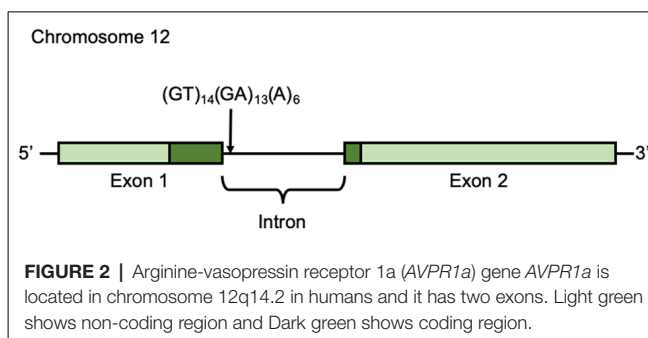 Chromosome 12
(GT)₁₄(GA)₁₃(A)₆
5' 3'
Exon 1 Exon 2
Intron
FIGURE 2 | Arginine-vasopressin receptor 1a (AVPR1a) gene AVPR1a is
located in chromosome 12q14.2 in humans and it has two exons. Light green
shows non-coding region and Dark green shows coding region.